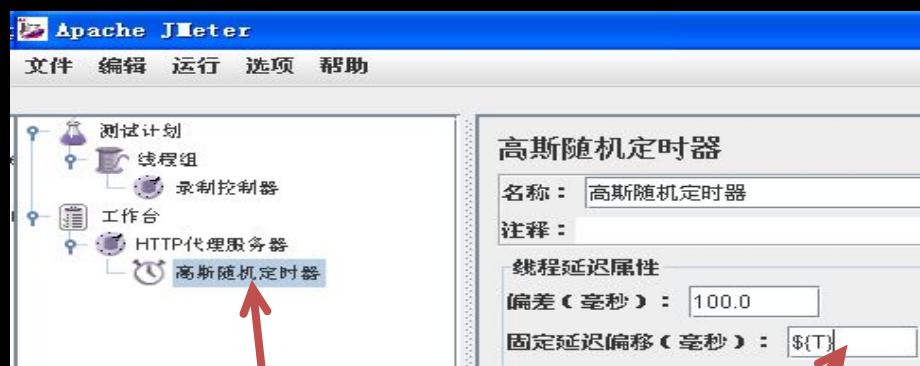 Apache JMeter
文件 编辑 运行 选项 帮助
测试计划
线程组
录制控制器
工作台
HTTP代理服务器
高斯随机定时器
高斯随机定时器
名称： 高斯随机定时器
注释：
线程延迟属性
偏差（毫秒）： 100.0
固定延迟偏移（毫秒）： ${T}